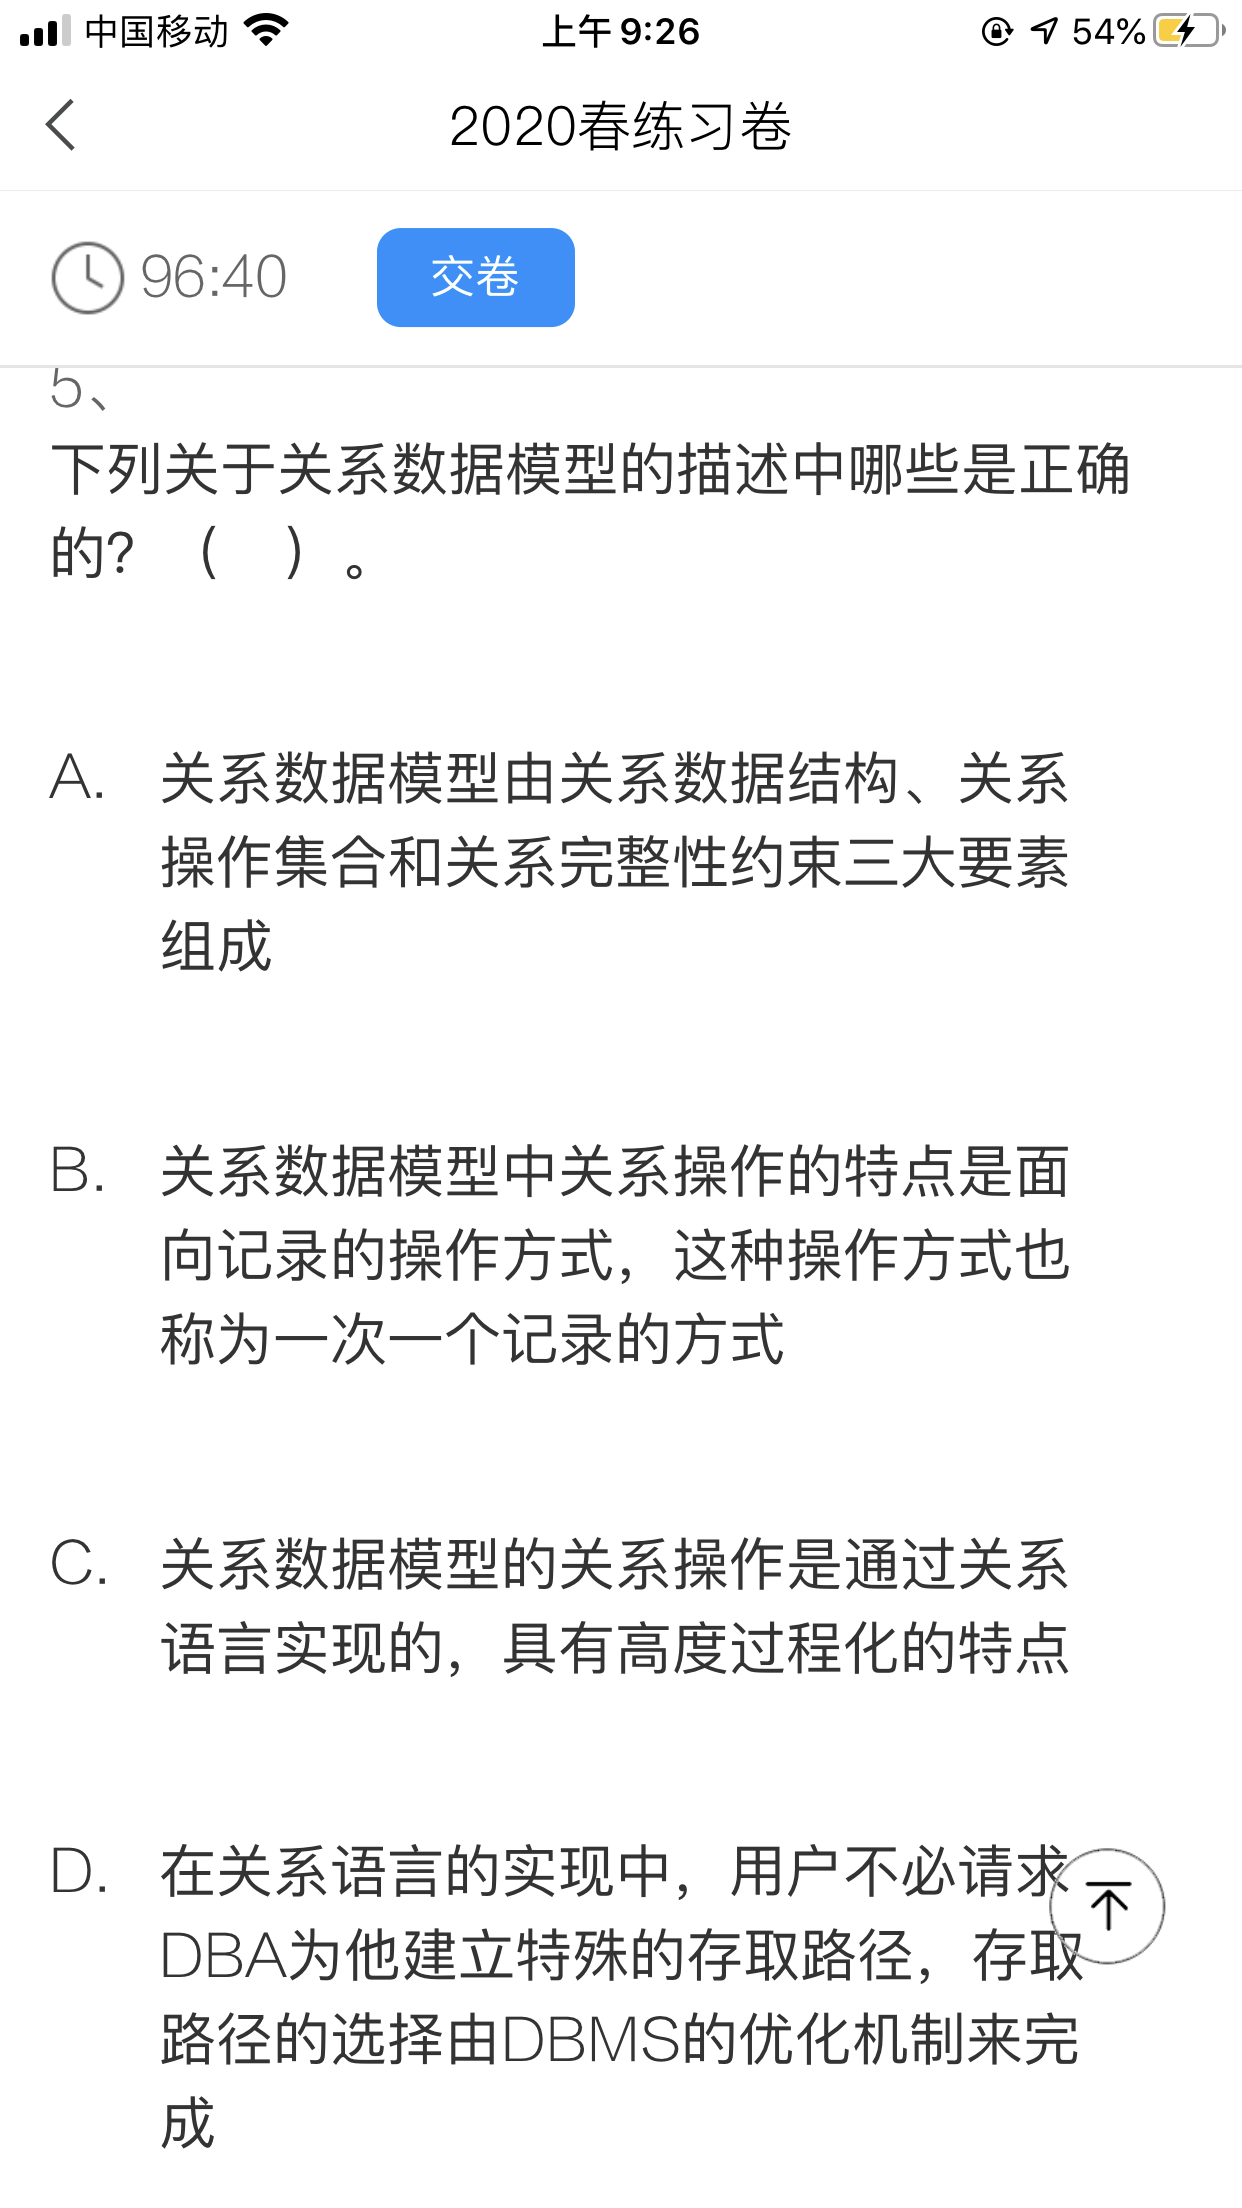 中国移动
上午 9:26
54%
2020春练习卷
96:40
交卷
5、
下列关于关系数据模型的描述中哪些是正确
的? （ ）。
A. 关系数据模型由关系数据结构、关系
操作集合和关系完整性约束三大要素
组成
B. 关系数据模型中关系操作的特点是面
向记录的操作方式，这种操作方式也
称为一次一个记录的方式
C. 关系数据模型的关系操作是通过关系
语言实现的，具有高度过程化的特点
D. 在关系语言的实现中，用户不必请求
DBA为他建立特殊的存取路径，存取
路径的选择由DBMS的优化机制来完
成